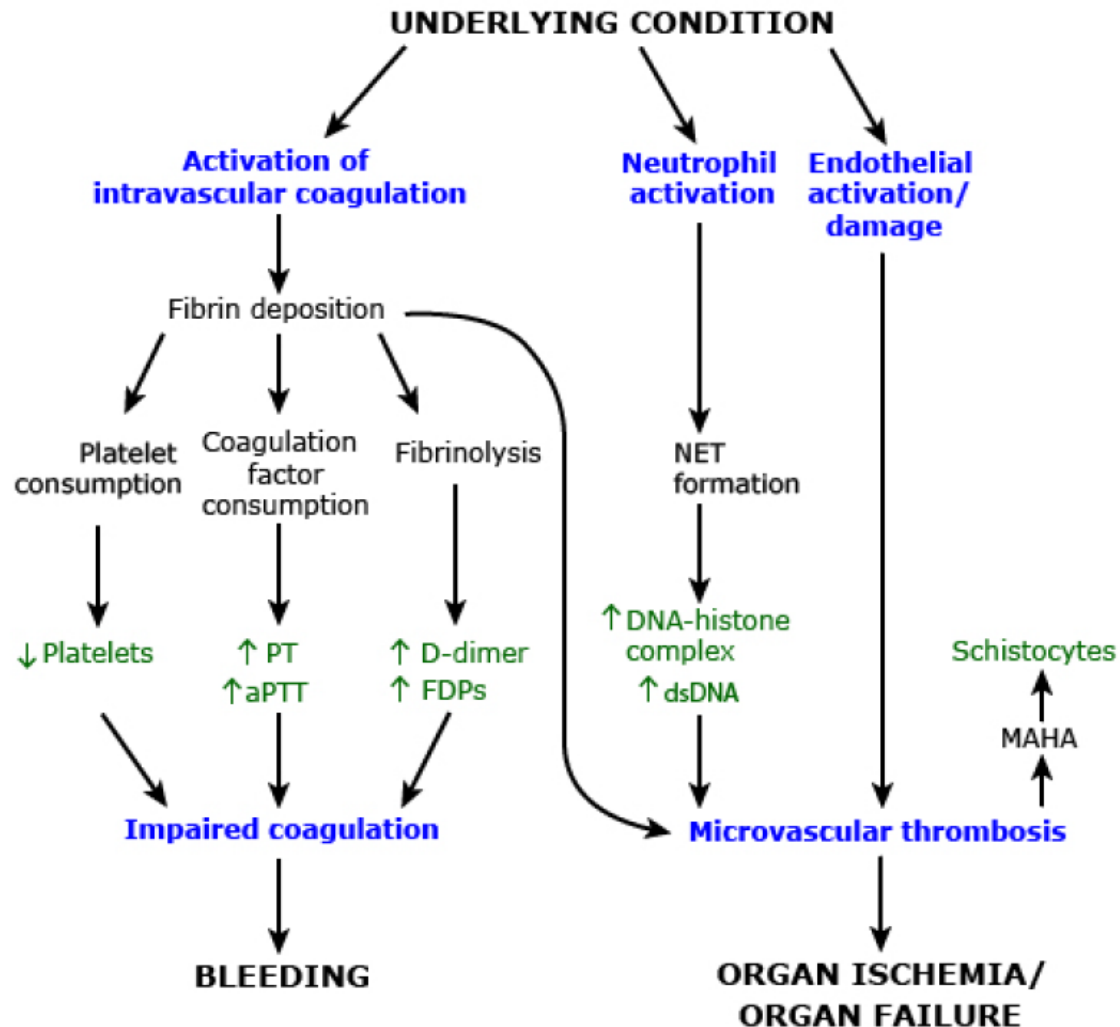 UNDERLYING CONDITION
Activation of
intravascular coagulation
Neutrophil
activation
Endothelial
activation/
damage
Fibrin deposition
Platelet
consumption
Coagulation
factor
consumption
Fibrinolysis
NET
formation
↓ Platelets
↑ PT
↑ aPTT
↑ D-dimer
↑ FDPs
↑ DNA-histone
complex
↑ dsDNA
Schistocytes
MAHA
Impaired coagulation
Microvascular thrombosis
BLEEDING
ORGAN ISCHEMIA/
ORGAN FAILURE